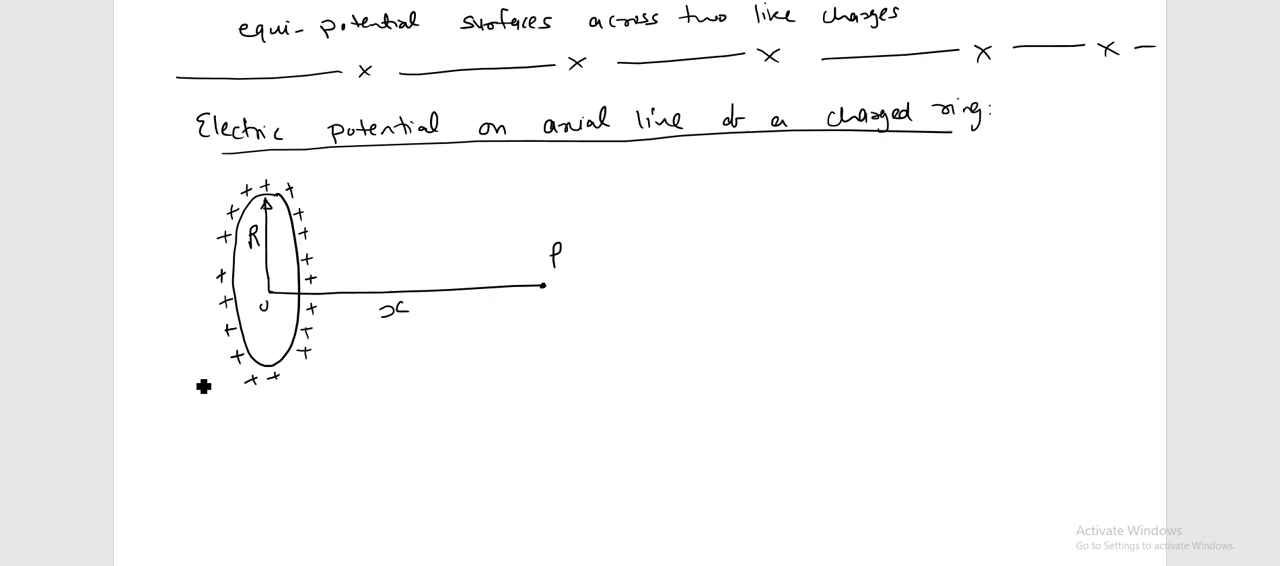 equi-potential surfaces across two like charges
x x x x x
Electric potential on axial line of a charged ring:
R
P
O
x
Activate Windows
Go to Settings to activate Windows.